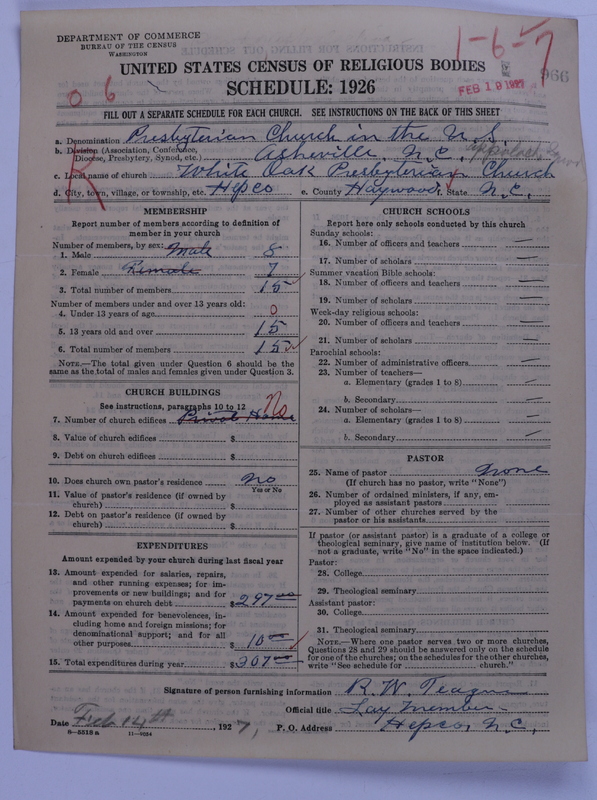 DEPARTMENT OF COMMERCE
BUREAU OF THE CENSUS
WASHINGTON
1-6-7
UNITED STATES CENSUS OF RELIGIOUS BODIES
966
SCHEDULE: 1926
FEB 19 1927
0 6
FILL OUT A SEPARATE SCHEDULE FOR EACH CHURCH. SEE INSTRUCTIONS ON THE BACK OF THIS SHEET
a. Denomination Presbyterian Church in the U.S.
b. Division (Association, Conference, Diocese, Presbytery, Synod, etc.) Asheville, N.C.
c. Local name of church White Oak Presbyterian Church
d. City, town, village, or township, etc. Hepco e. County Haywood f. State N.C.
R
MEMBERSHIP
Report number of members according to definition of
member in your church
Number of members, by sex:
1. Male Male 8
2. Female Female 7
3. Total number of members 15
Number of members under and over 13 years old:
4. Under 13 years of age 0
5. 13 years old and over 15
6. Total number of members 15
NOTE.—The total given under Question 6 should be the
same as the total of males and females given under Question 3.
CHURCH BUILDINGS
See instructions, paragraphs 10 to 12
No
7. Number of church edifices Privat Home
8. Value of church edifices $
9. Debt on church edifices $
10. Does church own pastor's residence? No
Yes or No
11. Value of pastor's residence (if owned by
church) $
12. Debt on pastor's residence (if owned by
church) $
EXPENDITURES
Amount expended by your church during last fiscal year
13. Amount expended for salaries, repairs,
and other running expenses; for im-
provements or new buildings; and for
payments on church debt $297.00
14. Amount expended for benevolences, in-
cluding home and foreign missions; for
denominational support; and for all
other purposes $10
15. Total expenditures during year $307.00
CHURCH SCHOOLS
Report here only schools conducted by this church
Sunday schools:
16. Number of officers and teachers —
17. Number of scholars —
Summer vacation Bible schools:
18. Number of officers and teachers —
19. Number of scholars —
Week-day religious schools:
20. Number of officers and teachers —
21. Number of scholars —
Parochial schools:
22. Number of administrative officers —
23. Number of teachers—
a. Elementary (grades 1 to 8) —
b. Secondary —
24. Number of scholars—
a. Elementary (grades 1 to 8) —
b. Secondary —
PASTOR
25. Name of pastor None
(If church has no pastor, write "None")
26. Number of ordained ministers, if any, em-
ployed as assistant pastors
27. Number of other churches served by the
pastor or his assistants
If pastor (or assistant pastor) is a graduate of a college or
theological seminary, give name of institution below. (If
not a graduate, write "No" in the space indicated.)
Pastor:
28. College
29. Theological seminary
Assistant pastor:
30. College
31. Theological seminary
NOTE.—Where one pastor serves two or more churches,
Questions 28 and 29 should be answered only on the schedule
for one of the churches; on the schedules for the other churches,
write "See schedule for church."
Signature of person furnishing information R. W. Teague
Official title Lay member
Date Feb 14th, 1927, P. O. Address Hepco, N.C.
8-5518a 11-9024